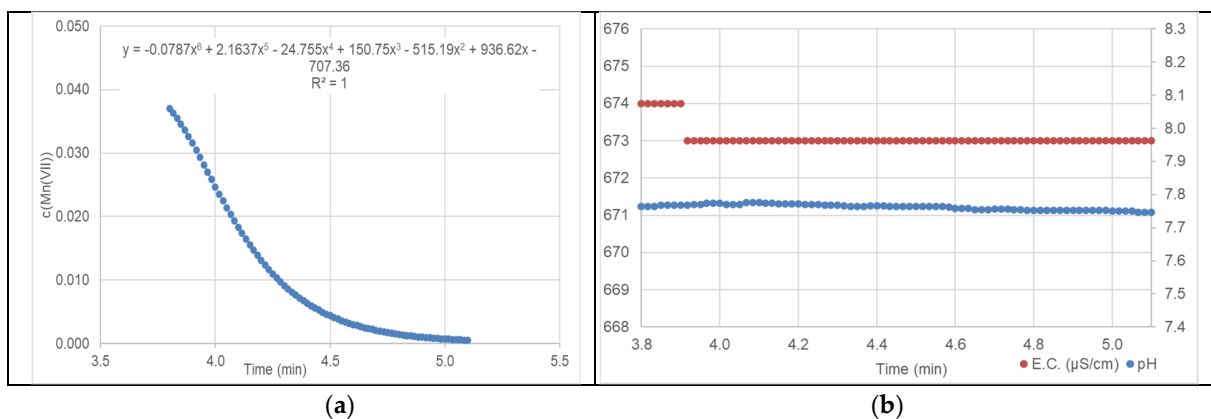 0.050
0.040
0.030
0.020
0.010
0.000
c(Mn(VII))
y = -0.0787x⁶ + 2.1637x⁵ - 24.755x⁴ + 150.75x³ - 515.19x² + 936.62x -
707.36
R² = 1
3.5 4.0 4.5 5.0 5.5
Time (min)
(a)
676
675
674
673
672
671
670
669
668
8.3
8.2
8.1
8.0
7.9
7.8
7.7
7.6
7.5
7.4
3.8 4.0 4.2 4.4 4.6 4.8 5.0
Time (min)
E.C. (µS/cm) pH
(b)